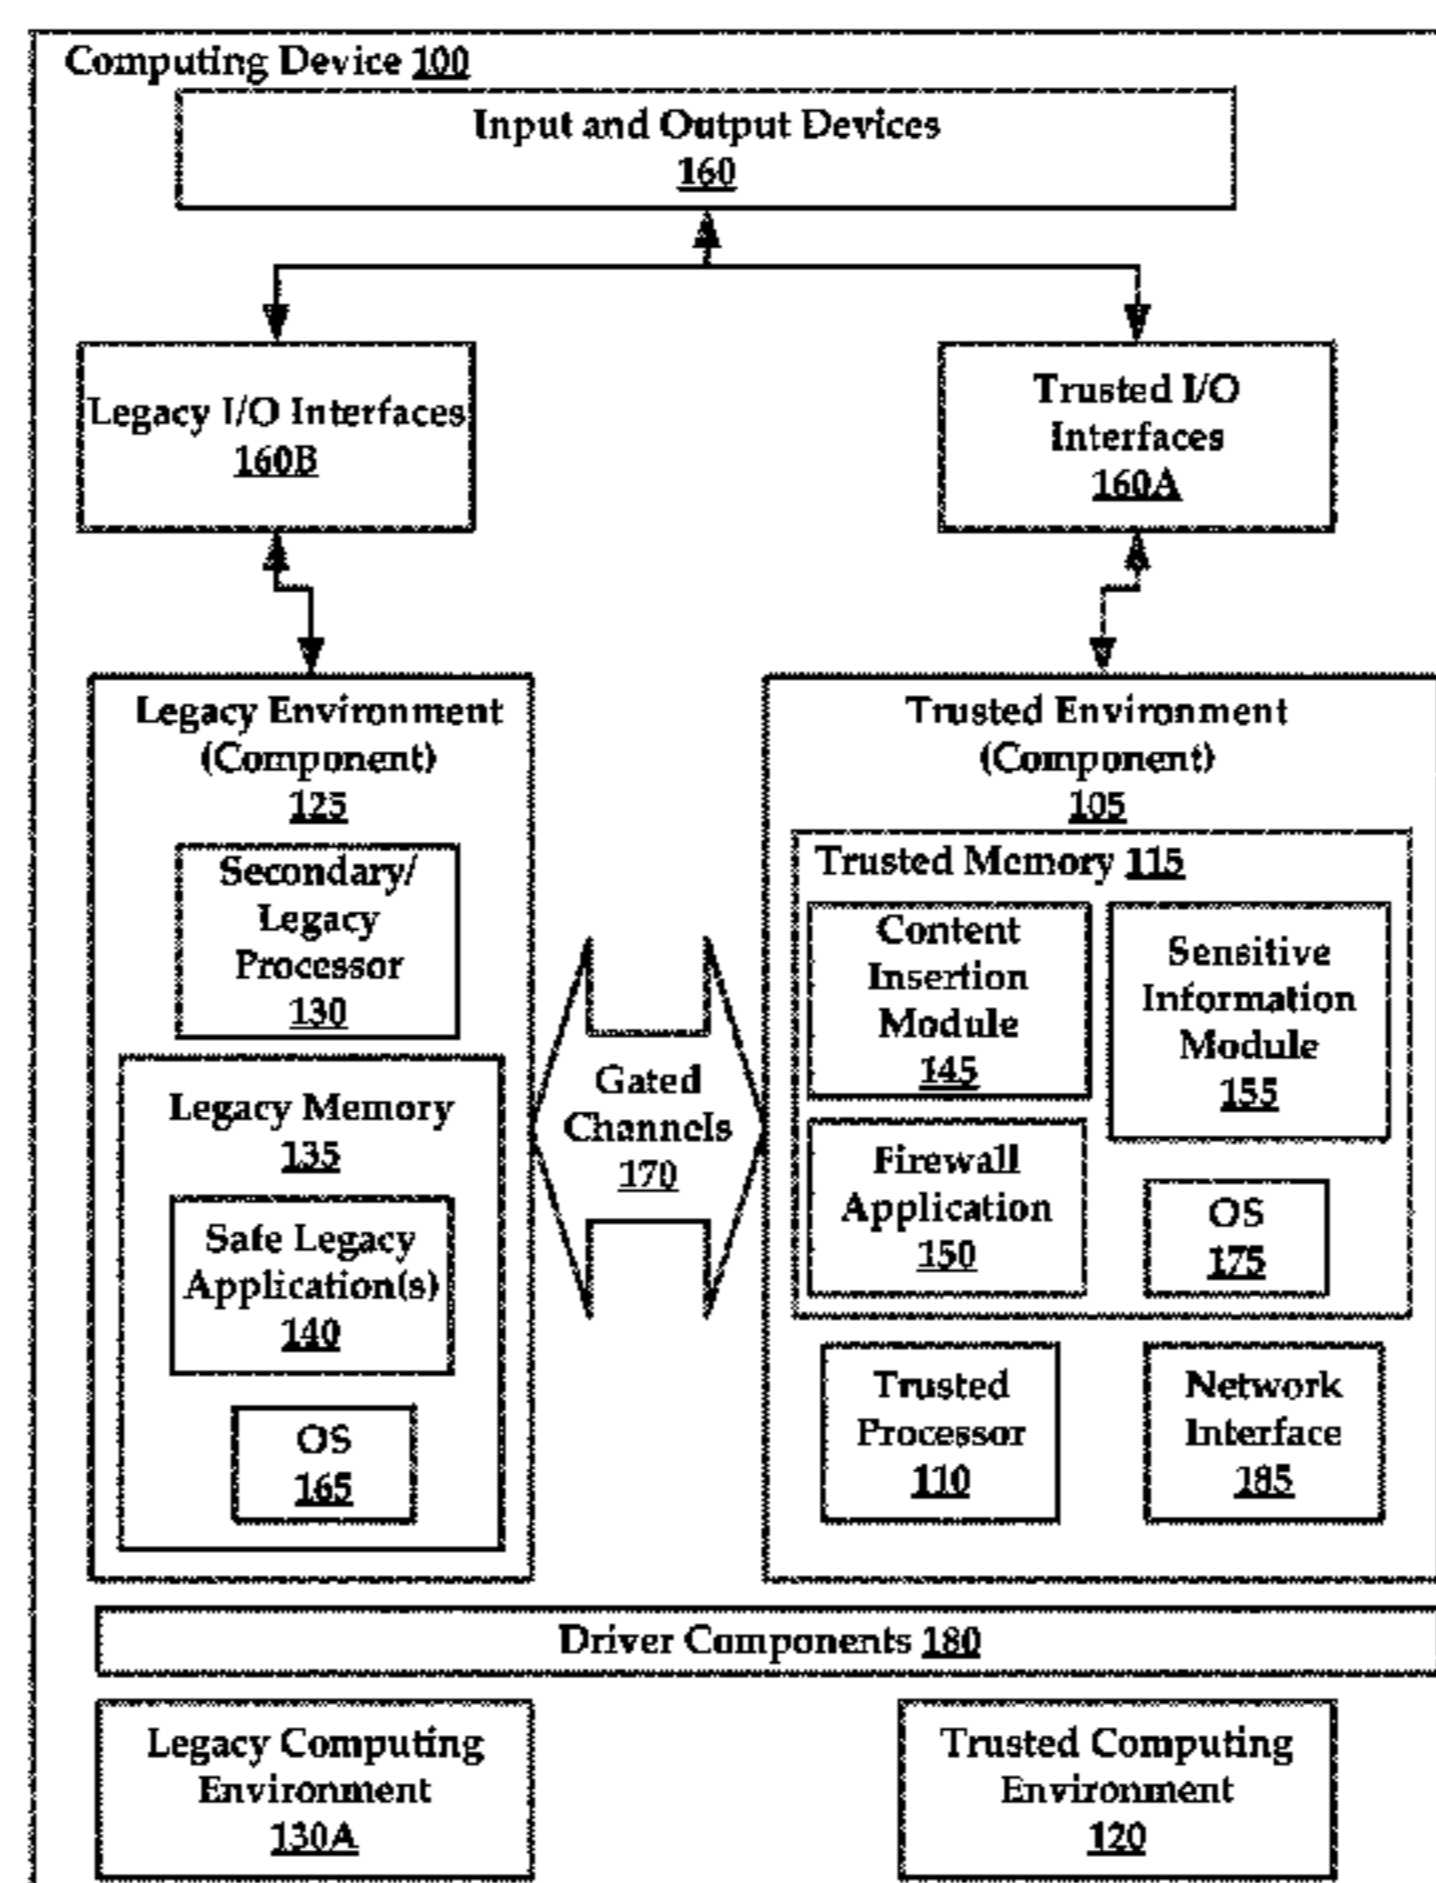 Computing Device 100
Input and Output Devices
160
Legacy I/O Interfaces
160B
Trusted I/O
Interfaces
160A
Legacy Environment
(Component)
125
Secondary/
Legacy
Processor
130
Legacy Memory
135
Safe Legacy
Application(s)
140
OS
165
Gated
Channels
170
Trusted Environment
(Component)
105
Trusted Memory 115
Content
Insertion
Module
145
Sensitive
Information
Module
155
Firewall
Application
150
OS
175
Trusted
Processor
110
Network
Interface
185
Driver Components 180
Legacy Computing
Environment
130A
Trusted Computing
Environment
120